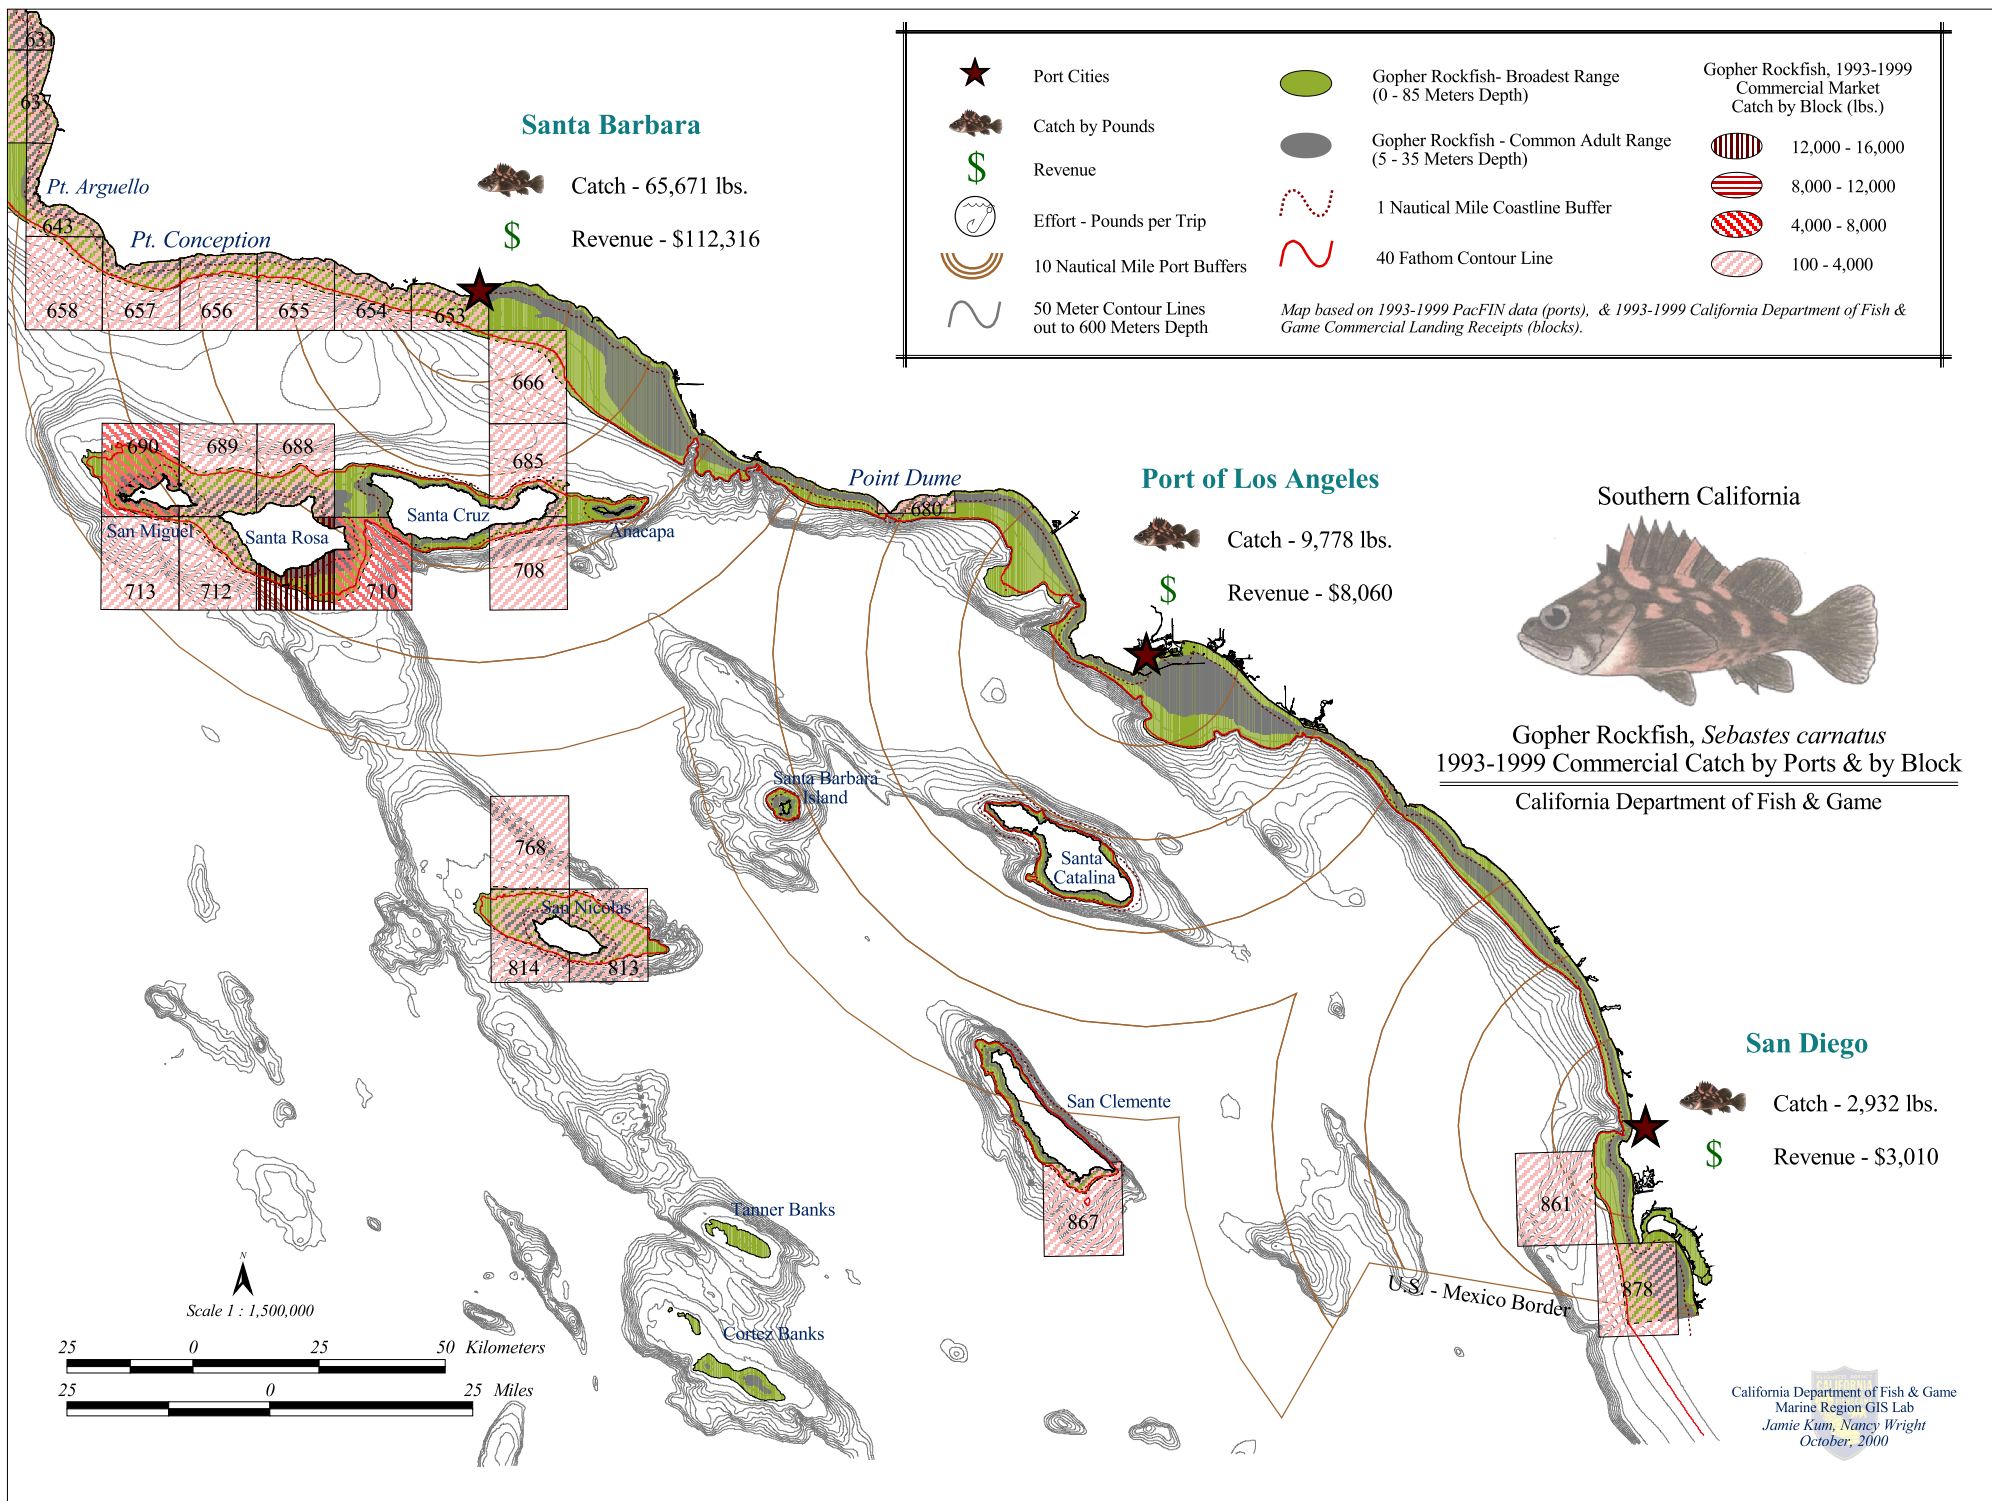 Port Cities
Catch by Pounds
$
Revenue
Effort - Pounds per Trip
10 Nautical Mile Port Buffers
50 Meter Contour Lines
out to 600 Meters Depth
Gopher Rockfish- Broadest Range
(0 - 85 Meters Depth)
Gopher Rockfish - Common Adult Range
(5 - 35 Meters Depth)
1 Nautical Mile Coastline Buffer
40 Fathom Contour Line
Gopher Rockfish, 1993-1999
Commercial Market
Catch by Block (lbs.)
12,000 - 16,000
8,000 - 12,000
4,000 - 8,000
100 - 4,000
Map based on 1993-1999 PacFIN data (ports), & 1993-1999 California Department of Fish &
Game Commercial Landing Receipts (blocks).
631
637
Santa Barbara
Catch - 65,671 lbs.
$
Revenue - $112,316
Pt. Arguello
643
Pt. Conception
658
657
656
655
654
653
666
690
689
688
685
San Miguel
Santa Rosa
Santa Cruz
Anacapa
713
712
710
708
Point Dume
680
Port of Los Angeles
Catch - 9,778 lbs.
$
Revenue - $8,060
Southern California
Gopher Rockfish, Sebastes carnatus
1993-1999 Commercial Catch by Ports & by Block
California Department of Fish & Game
Santa Barbara
Island
Santa
Catalina
768
San Nicolas
814
813
San Clemente
867
San Diego
Catch - 2,932 lbs.
$
Revenue - $3,010
861
878
U.S. - Mexico Border
Tanner Banks
Cortez Banks
N
Scale 1 : 1,500,000
25 0 25 50 Kilometers
25 0 25 Miles
California Department of Fish & Game
Marine Region GIS Lab
Jamie Kum, Nancy Wright
October, 2000